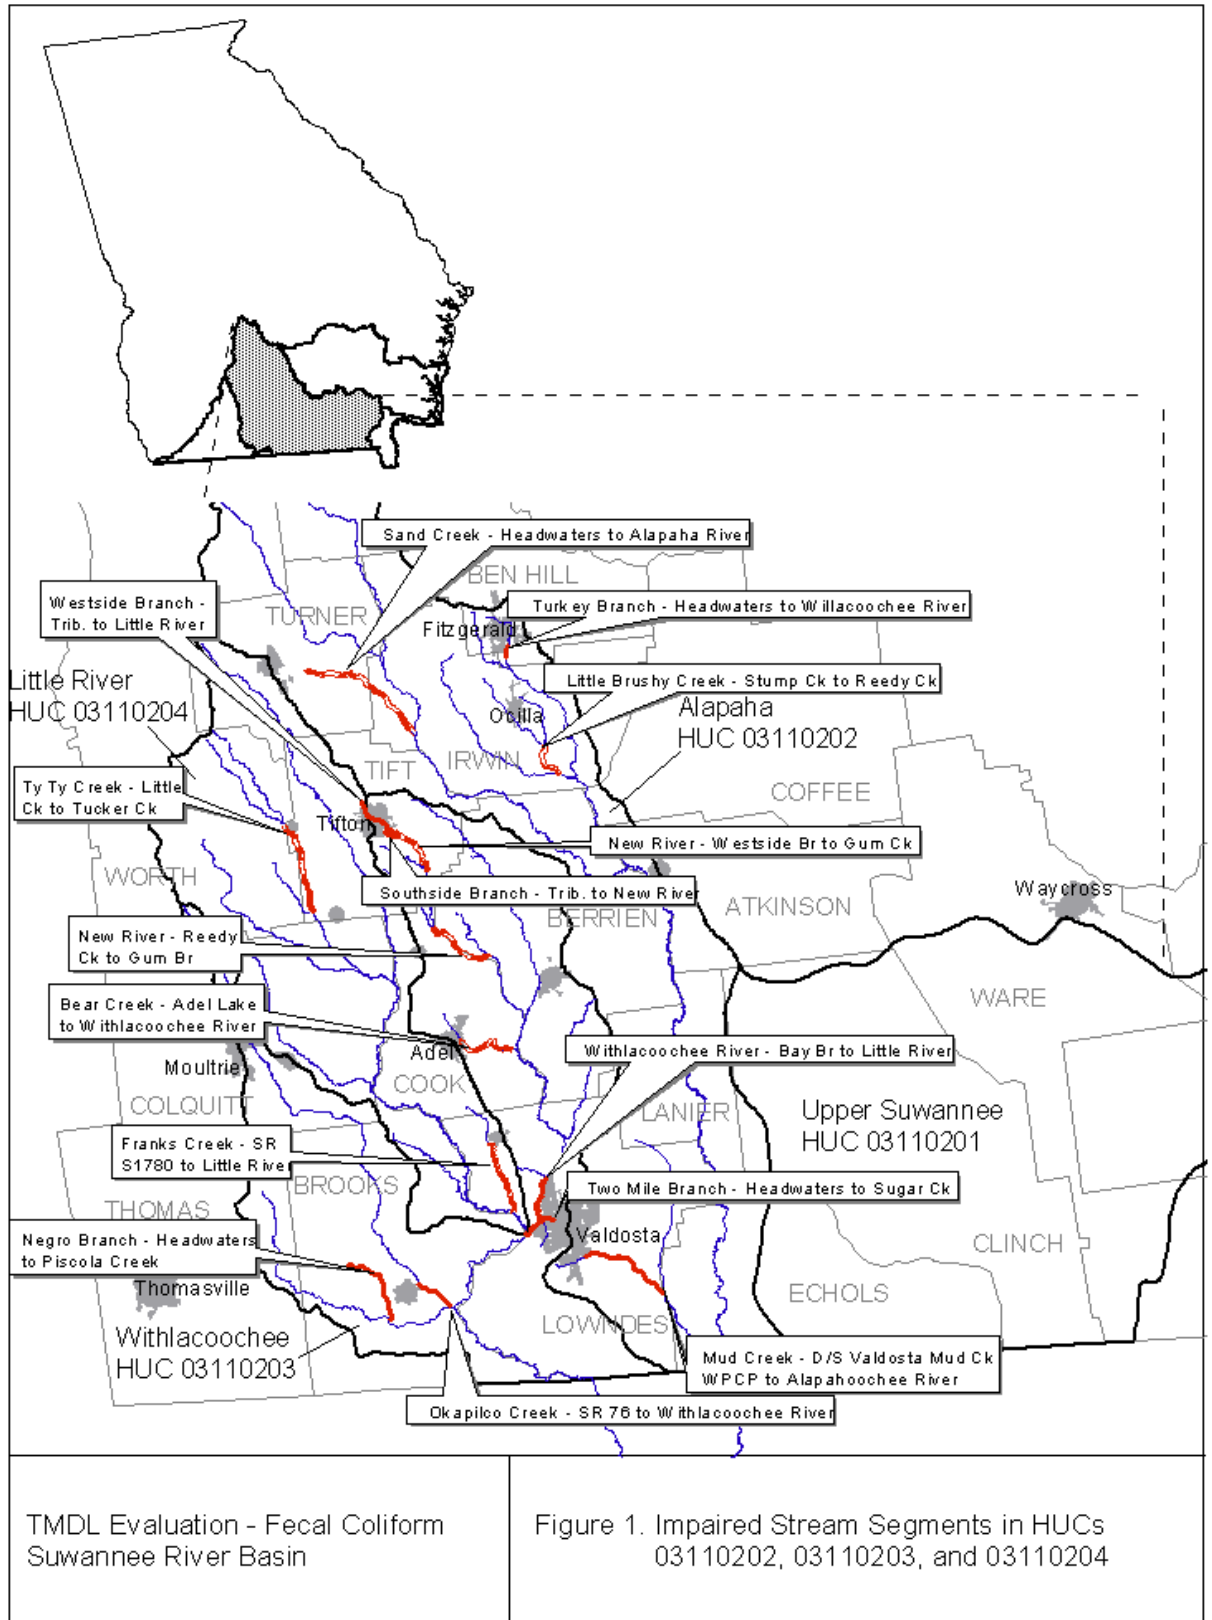 Sand Creek - Headwaters to Alapaha River
BEN HILL
Westside Branch -
Trib. to Little River
TURNER
Turkey Branch - Headwaters to Willacoochee River
Fitzgerald
Little River
HUC 03110204
Little Brushy Creek - Stump Ck to Reedy Ck
Ocilla
Alapaha
HUC 03110202
IRWIN
TIFT
Ty Ty Creek - Little
Ck to Tucker Ck
COFFEE
Tifton
New River - Westside Br to Gum Ck
WORTH
Southside Branch - Trib. to New River
Waycross
BERRIEN
ATKINSON
New River - Reedy
Ck to Gum Br
WARE
Bear Creek - Adel Lake
to Withlacoochee River
Adel
Withlacoochee River - Bay Br to Little River
Moultrie
COOK
COLQUITT
LANIER
Upper Suwannee
HUC 03110201
Franks Creek - SR
S1780 to Little River
BROOKS
Two Mile Branch - Headwaters to Sugar Ck
THOMAS
Negro Branch - Headwaters
to Piscola Creek
Valdosta
CLINCH
Thomasville
ECHOLS
LOWNDES
Withlacoochee
HUC 03110203
Mud Creek - D/S Valdosta Mud Ck
WPCP to Alapahoochee River
Okapilco Creek - SR 76 to Withlacoochee River
TMDL Evaluation - Fecal Coliform
Suwannee River Basin
Figure 1. Impaired Stream Segments in HUCs
03110202, 03110203, and 03110204